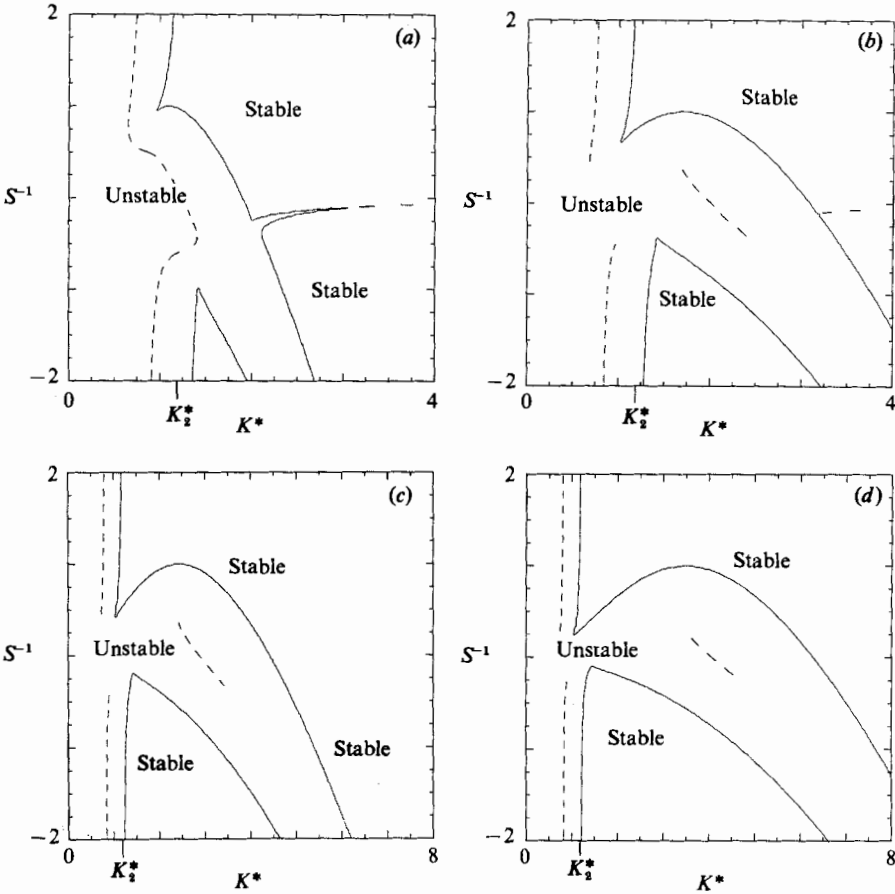 2
(a)
Stable
S⁻¹
Unstable
Stable
−2
0
K₂*
K*
4
2
(b)
Stable
S⁻¹
Unstable
Stable
−2
0
K₂*
K*
4
2
(c)
Stable
S⁻¹
Unstable
Stable
Stable
−2
0
K₂*
K*
8
2
(d)
Stable
S⁻¹
Unstable
Stable
−2
0
K₂*
K*
8